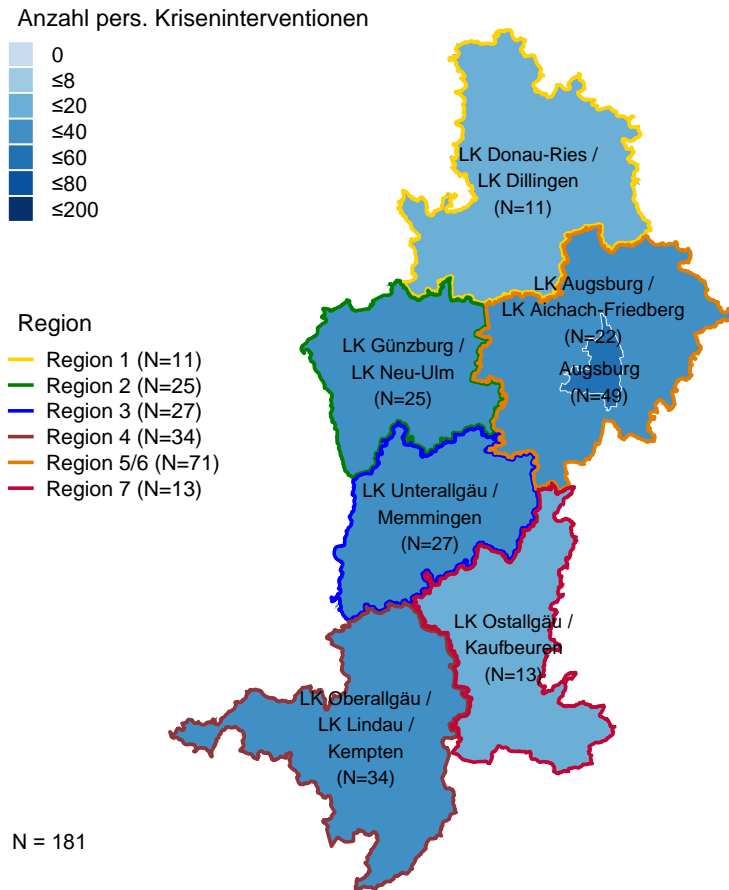 Anzahl pers. Kriseninterventionen
0
≤8
≤20
≤40
≤60
≤80
≤200
LK Donau-Ries /
LK Dillingen
(N=11)
LK Augsburg /
LK Aichach-Friedberg
(N=22)
Augsburg
(N=49)
LK Günzburg /
LK Neu-Ulm
(N=25)
Region
Region 1 (N=11)
Region 2 (N=25)
Region 3 (N=27)
Region 4 (N=34)
Region 5/6 (N=71)
Region 7 (N=13)
LK Unterallgäu /
Memmingen
(N=27)
LK Ostallgäu /
Kaufbeuren
(N=13)
LK Oberallgäu /
LK Lindau /
Kempten
(N=34)
N = 181